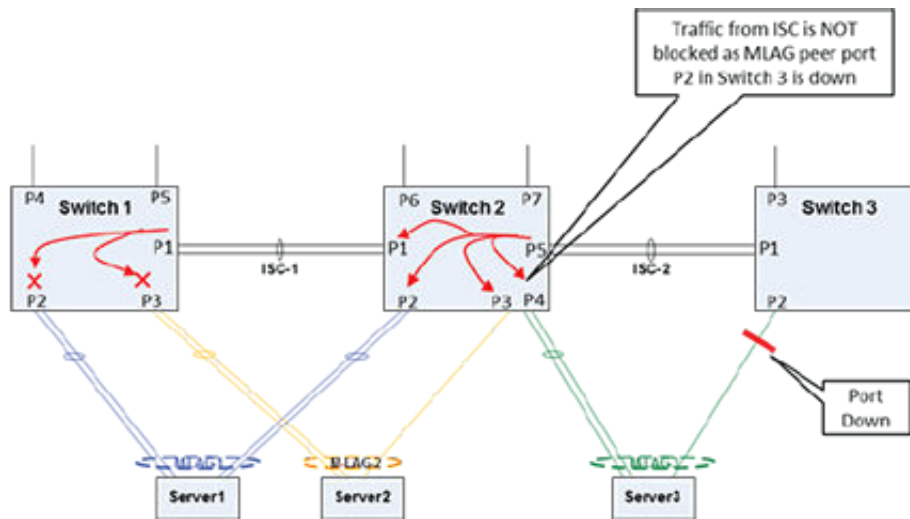 Traffic from ISC is NOT
blocked as MLAG peer port
P2 in Switch 3 is down
P4
P5
P6
P7
P3
Switch 1
Switch 2
Switch 3
P1
ISC-1
P1
P5
ISC-2
P1
P2
P3
P2
P3
P4
P2
Port
Down
M-LAG2
Server1
Server2
Server3